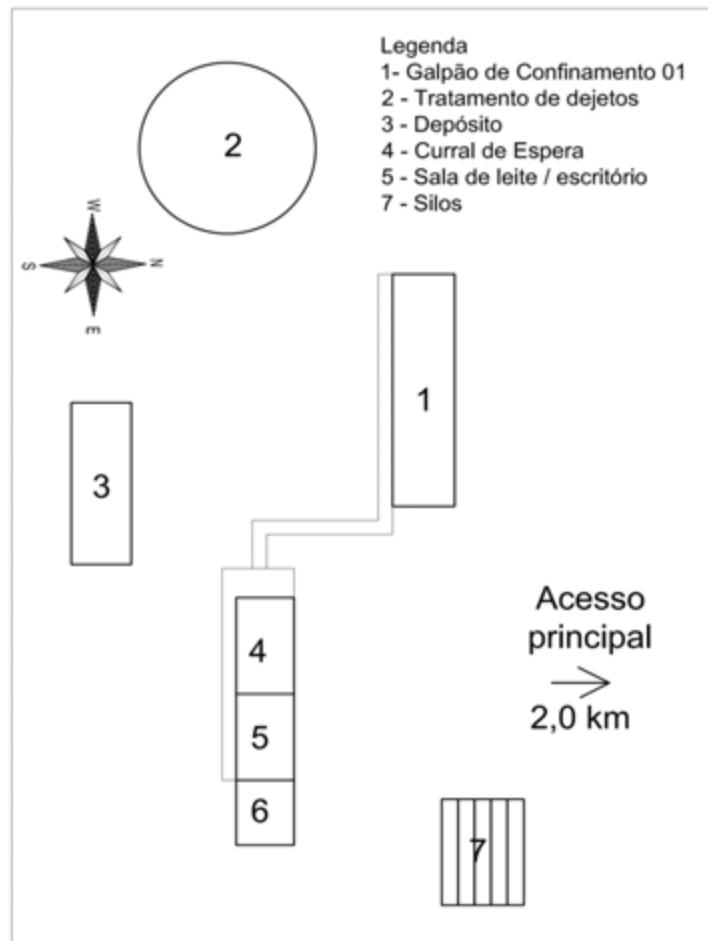 Legenda
1- Galpão de Confinamento 01
2 - Tratamento de dejetos
3 - Depósito
4 - Curral de Espera
5 - Sala de leite / escritório
7 - Silos
2
W
S
N
E
1
3
4
5
6
Acesso
principal
2,0 km
7